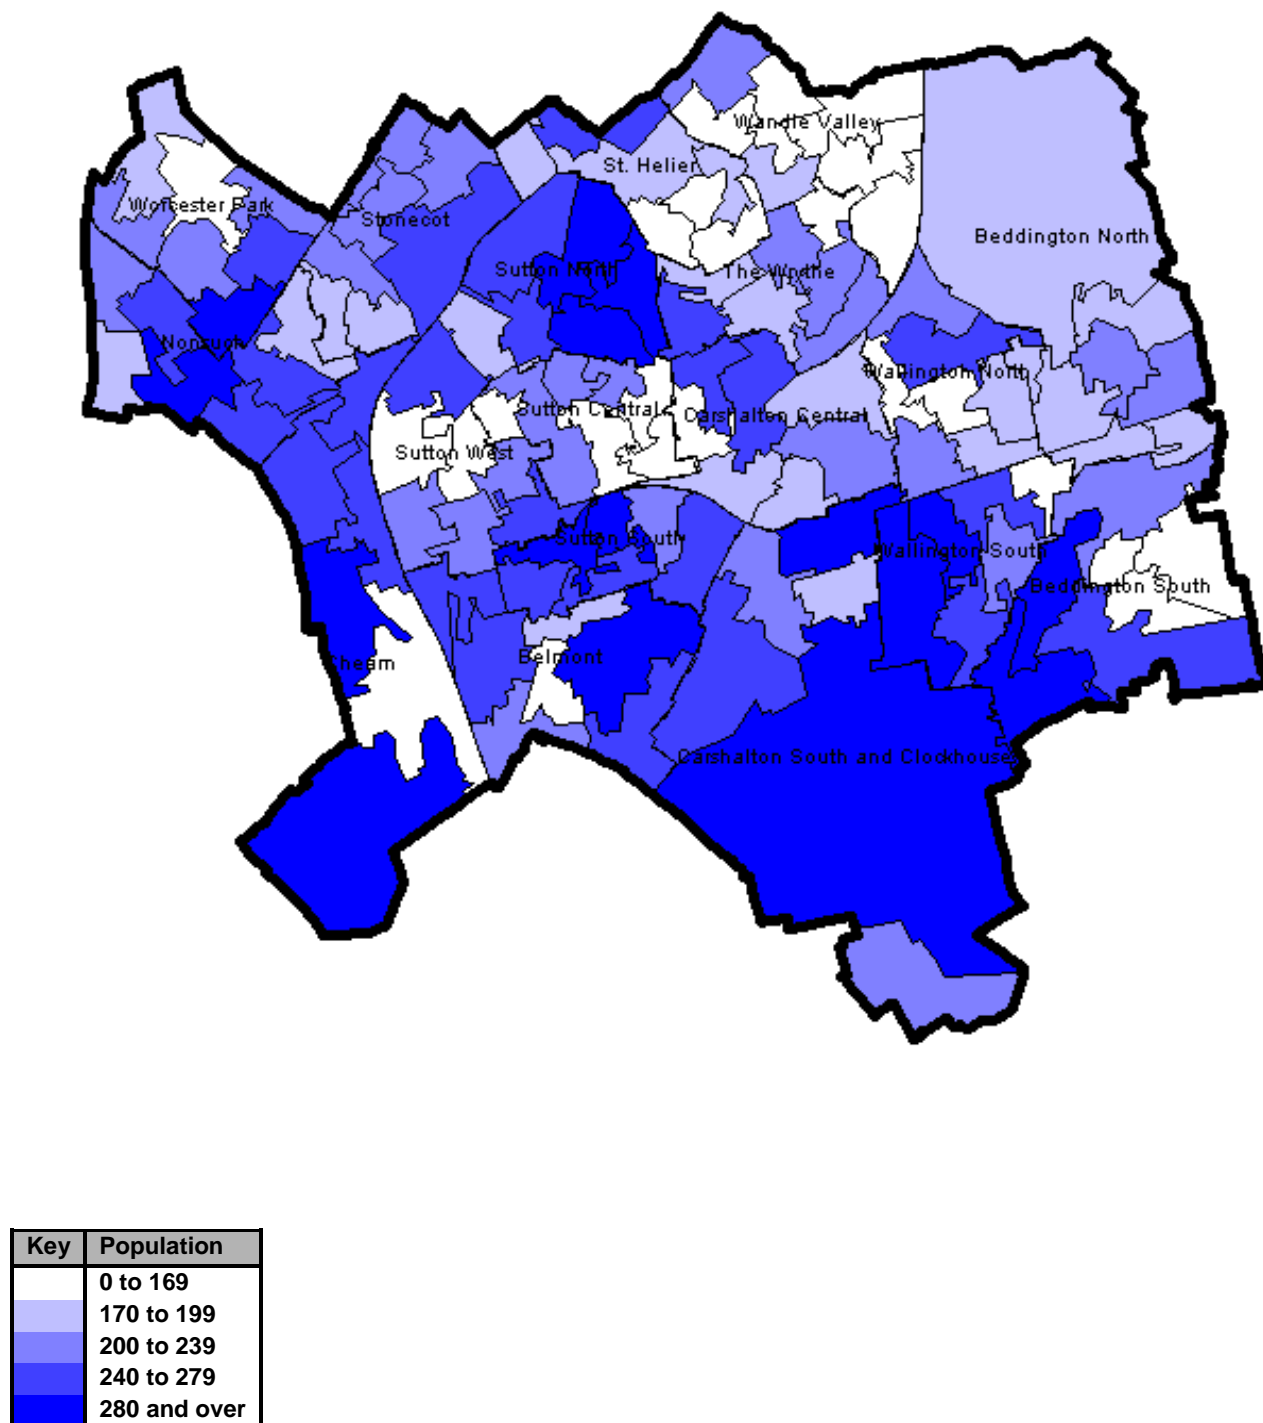 Wandle Valley
St. Helier
Worcester Park
Stonecot
Beddington North
Sutton North
The Wrythe
Nonsuch
Wallington North
Sutton Central
Carshalton Central
Sutton West
Sutton South
Wallington South
Beddington South
Belmont
Cheam
Carshalton South and Clockhouse
Key Population
0 to 169
170 to 199
200 to 239
240 to 279
280 and over